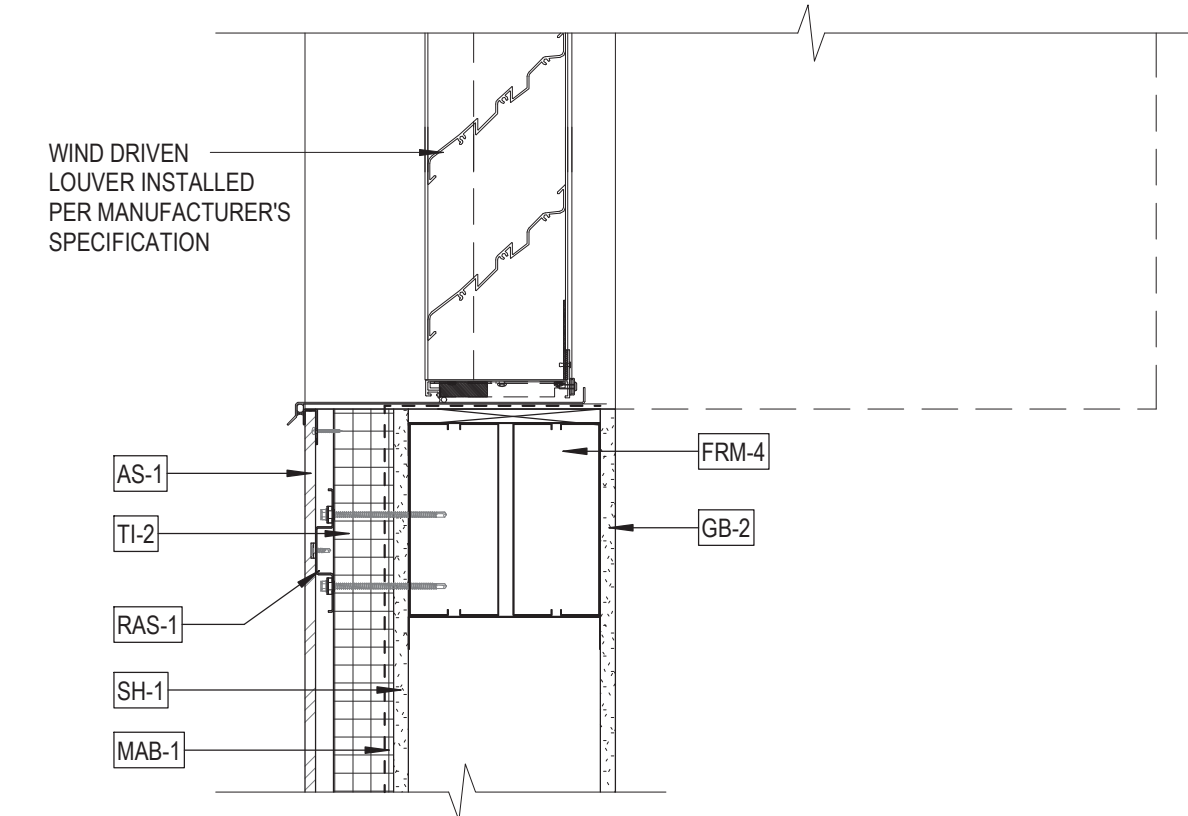 WIND DRIVEN
LOUVER INSTALLED
PER MANUFACTURER'S
SPECIFICATION
AS-1
TI-2
RAS-1
SH-1
MAB-1
FRM-4
GB-2